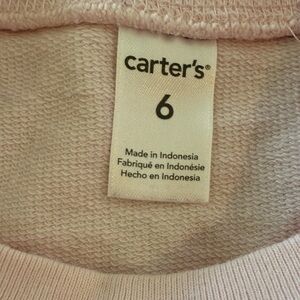 carter's®
6
Made in Indonesia
Fabriqué en Indonésie
Hecho en Indonesia